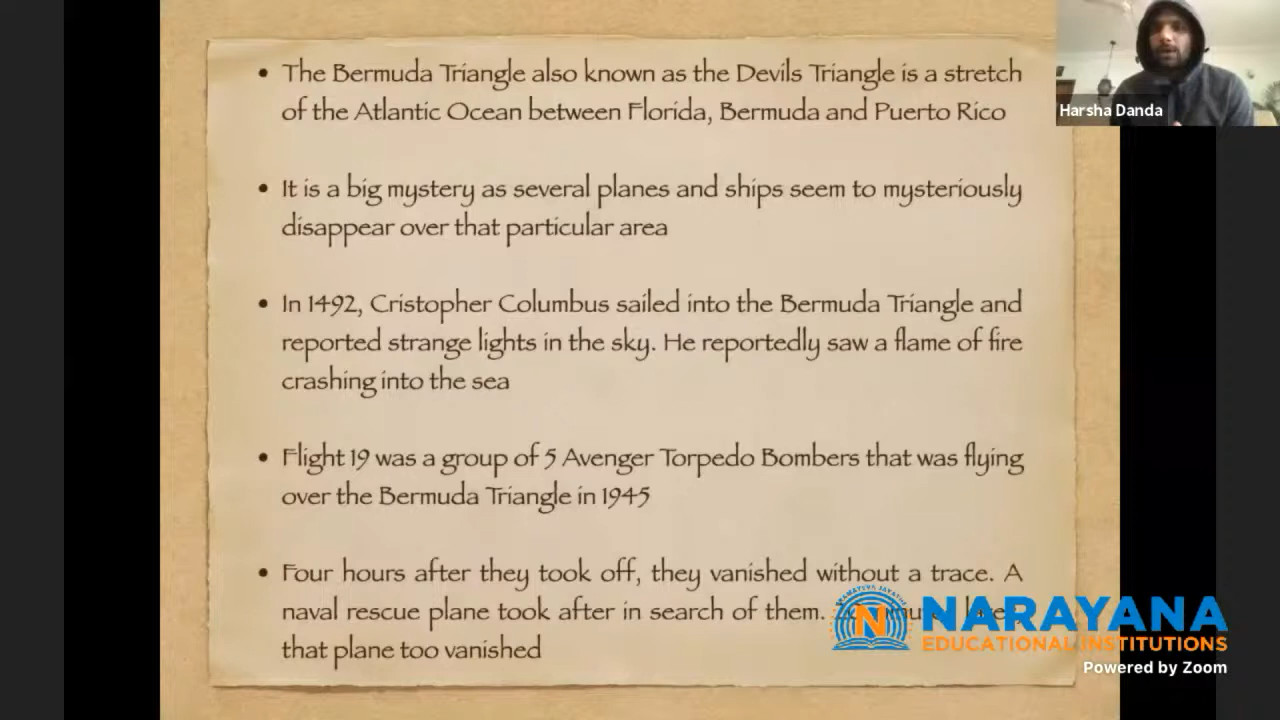 • The Bermuda Triangle also known as the Devils Triangle is a stretch
of the Atlantic Ocean between Florida, Bermuda and Puerto Rico
• It is a big mystery as several planes and ships seem to mysteriously
disappear over that particular area
• In 1492, Cristopher Columbus sailed into the Bermuda Triangle and
reported strange lights in the sky. He reportedly saw a flame of fire
crashing into the sea
• Flight 19 was a group of 5 Avenger Torpedo Bombers that was flying
over the Bermuda Triangle in 1945
• Four hours after they took off, they vanished without a trace. A
naval rescue plane took after in search of them.
that plane too vanished
Harsha Danda
N
NARAYANA
EDUCATIONAL INSTITUTIONS
Powered by Zoom